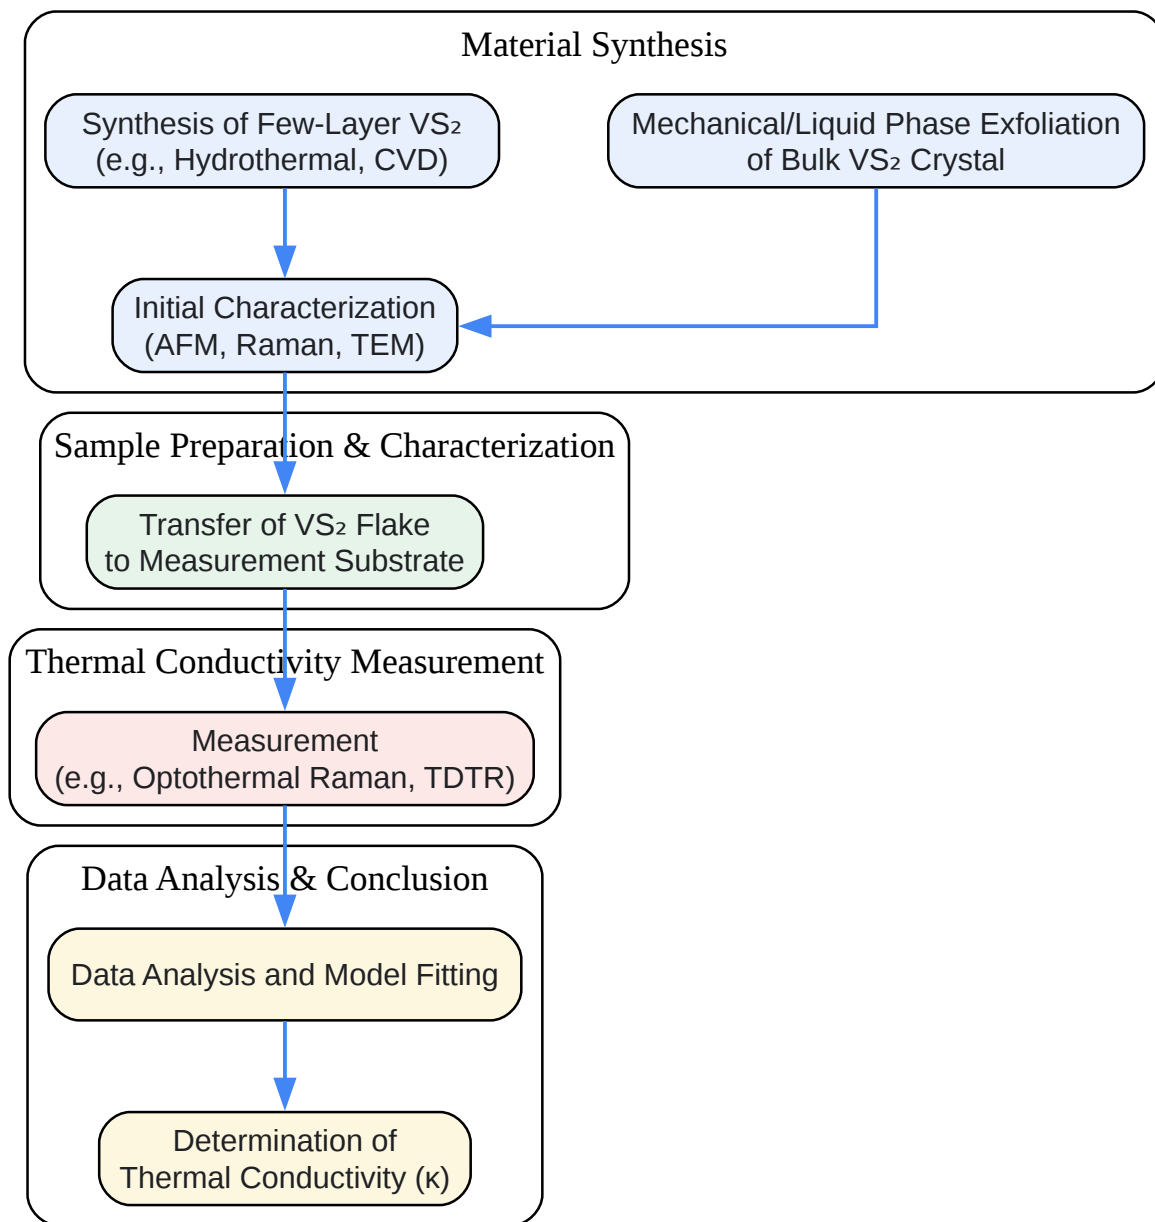 Material Synthesis
Synthesis of Few-Layer VS₂
(e.g., Hydrothermal, CVD)
Mechanical/Liquid Phase Exfoliation
of Bulk VS₂ Crystal
Initial Characterization
(AFM, Raman, TEM)
Sample Preparation & Characterization
Transfer of VS₂ Flake
to Measurement Substrate
Thermal Conductivity Measurement
Measurement
(e.g., Optothermal Raman, TDTR)
Data Analysis & Conclusion
Data Analysis and Model Fitting
Determination of
Thermal Conductivity (κ)